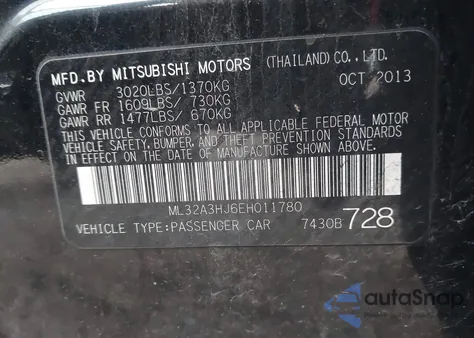 MFD.BY MITSUBISHI MOTORS (THAILAND)CO.,LTD.
GVWR 3020LBS/1370KG OCT 2013
GAWR FR 1609LBS/ 730KG
GAWR RR 1477LBS/ 670KG
THIS VEHICLE CONFORMS TO ALL APPLICABLE FEDERAL MOTOR
VEHICLE SAFETY, BUMPER, AND THEFT PREVENTION STANDARDS
IN EFFECT ON THE DATE OF MANUFACTURE SHOWN ABOVE.
ML32A3HJ6EH011780
VEHICLE TYPE:PASSENGER CAR 7430B 728
autoSnap